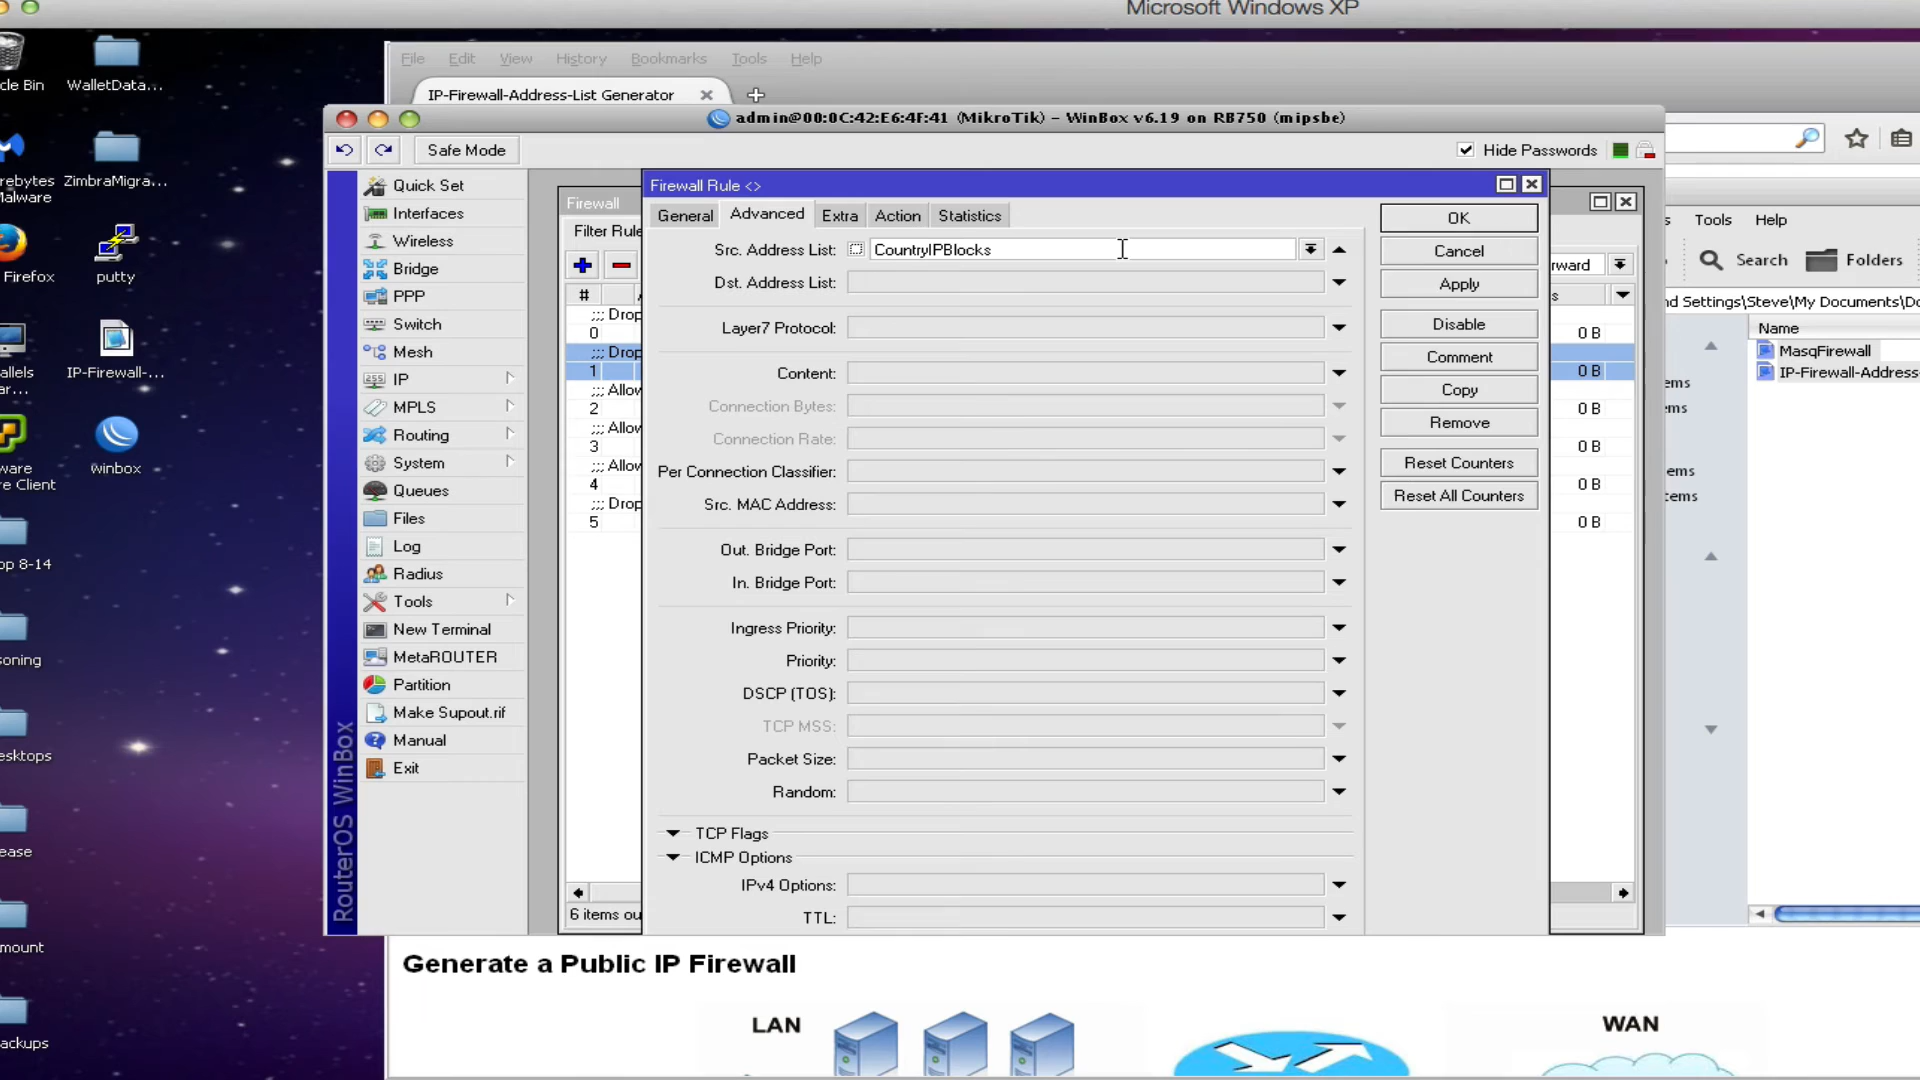 Microsoft Windows XP
File Edit View History Bookmarks Tools Help
IP-Firewall-Address-List Generator
admin@00:0C:42:E6:4F:41 (MikroTik) - WinBox v6.19 on RB750 (mipsbe)
Safe Mode
Hide Passwords
cle Bin
WalletData...
rebytes
Malware
ZimbraMigra...
Firefox
putty
allels
ar...
IP-Firewall-...
ware
re Client
winbox
op 8-14
soning
esktops
ease
mount
ackups
RouterOS WinBox
Quick Set
Interfaces
Wireless
Bridge
PPP
Switch
Mesh
IP
MPLS
Routing
System
Queues
Files
Log
Radius
Tools
New Terminal
MetaROUTER
Partition
Make Supout.rif
Manual
Exit
Firewall
Filter Rule
#
;;; Drop
0
;;; Drop
1
;;; Allow
2
;;; Allow
3
;;; Allow
4
;;; Drop
5
6 items ou
Firewall Rule <>
General Advanced Extra Action Statistics
Src. Address List: CountryIPBlocks
Dst. Address List:
Layer7 Protocol:
Content:
Connection Bytes:
Connection Rate:
Per Connection Classifier:
Src. MAC Address:
Out. Bridge Port:
In. Bridge Port:
Ingress Priority:
Priority:
DSCP (TOS):
TCP MSS:
Packet Size:
Random:
TCP Flags
ICMP Options
IPv4 Options:
TTL:
OK
Cancel
Apply
Disable
Comment
Copy
Remove
Reset Counters
Reset All Counters
rward
s
0 B
0 B
0 B
0 B
0 B
0 B
s Tools Help
Search Folders
nd Settings\Steve\My Documents\Do
Name
MasqFirewall
IP-Firewall-Address-
ems
ms
ems
tems
Generate a Public IP Firewall
LAN
WAN